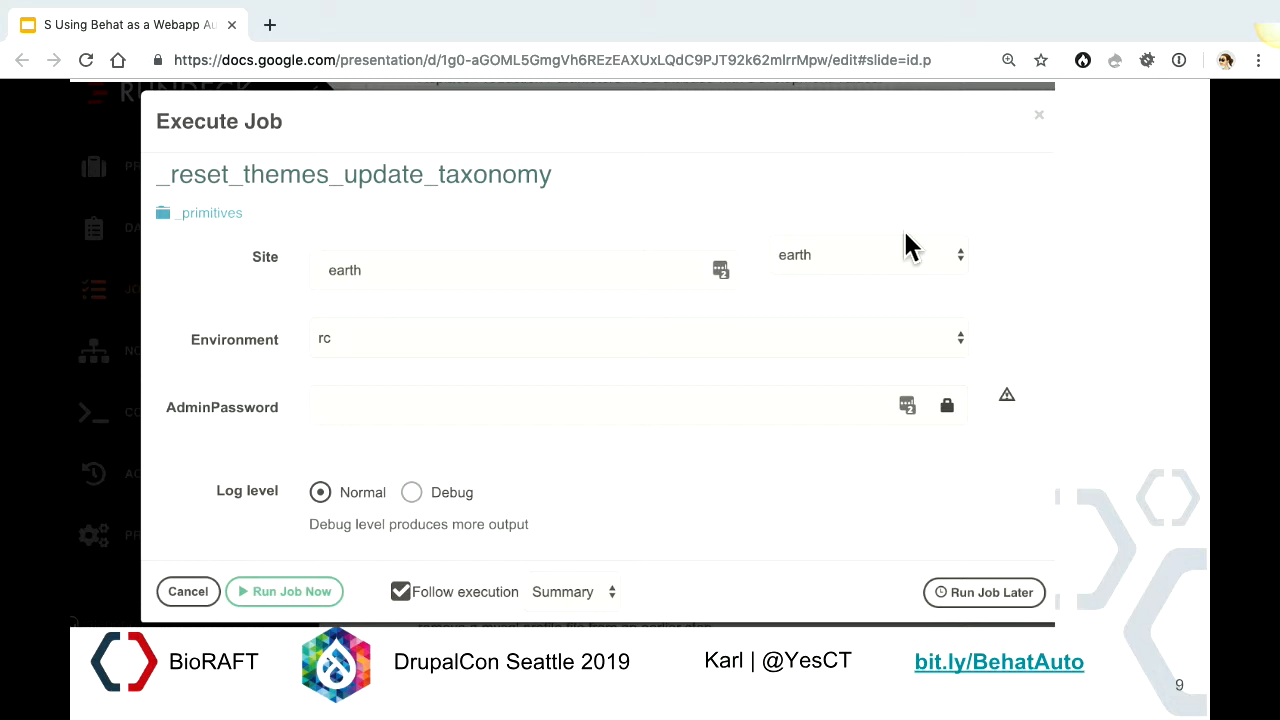 S Using Behat as a Webapp Au
https://docs.google.com/presentation/d/1g0-aGOML5GmgVh6REzEAXUxLQdC9PJT92k62mlrrMpw/edit#slide=id.p
RUNDECK
Execute Job
_reset_themes_update_taxonomy
_primitives
Site
earth
earth
Environment
rc
AdminPassword
Log level
Normal
Debug
Debug level produces more output
Cancel
Run Job Now
Follow execution
Summary
Run Job Later
BioRAFT
DrupalCon Seattle 2019
Karl | @YesCT
bit.ly/BehatAuto
9